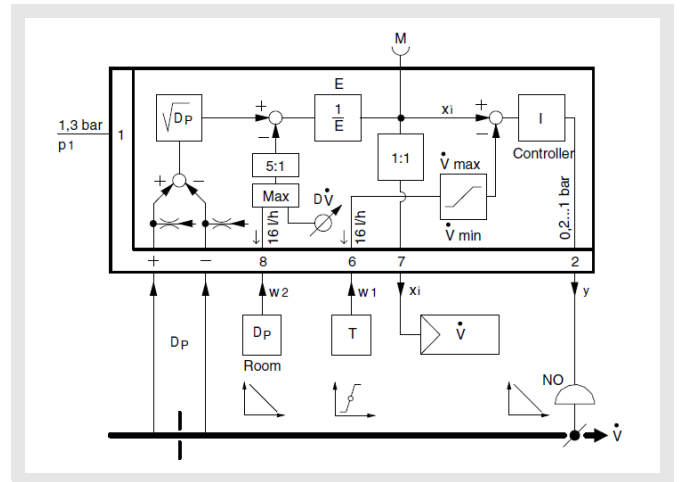 M
E
1,3 bar
p1
1
√Dp
+
−
1
E
xi
+
−
I
Controller
5:1
1:1
V̇ max
Max
DV̇
+
−
16 l/h
16 l/h
V̇ min
0,2...1 bar
+
−
8
6
7
2
w2
w1
xi
y
Dp
Dp
T
V̇
Room
NO
V̇